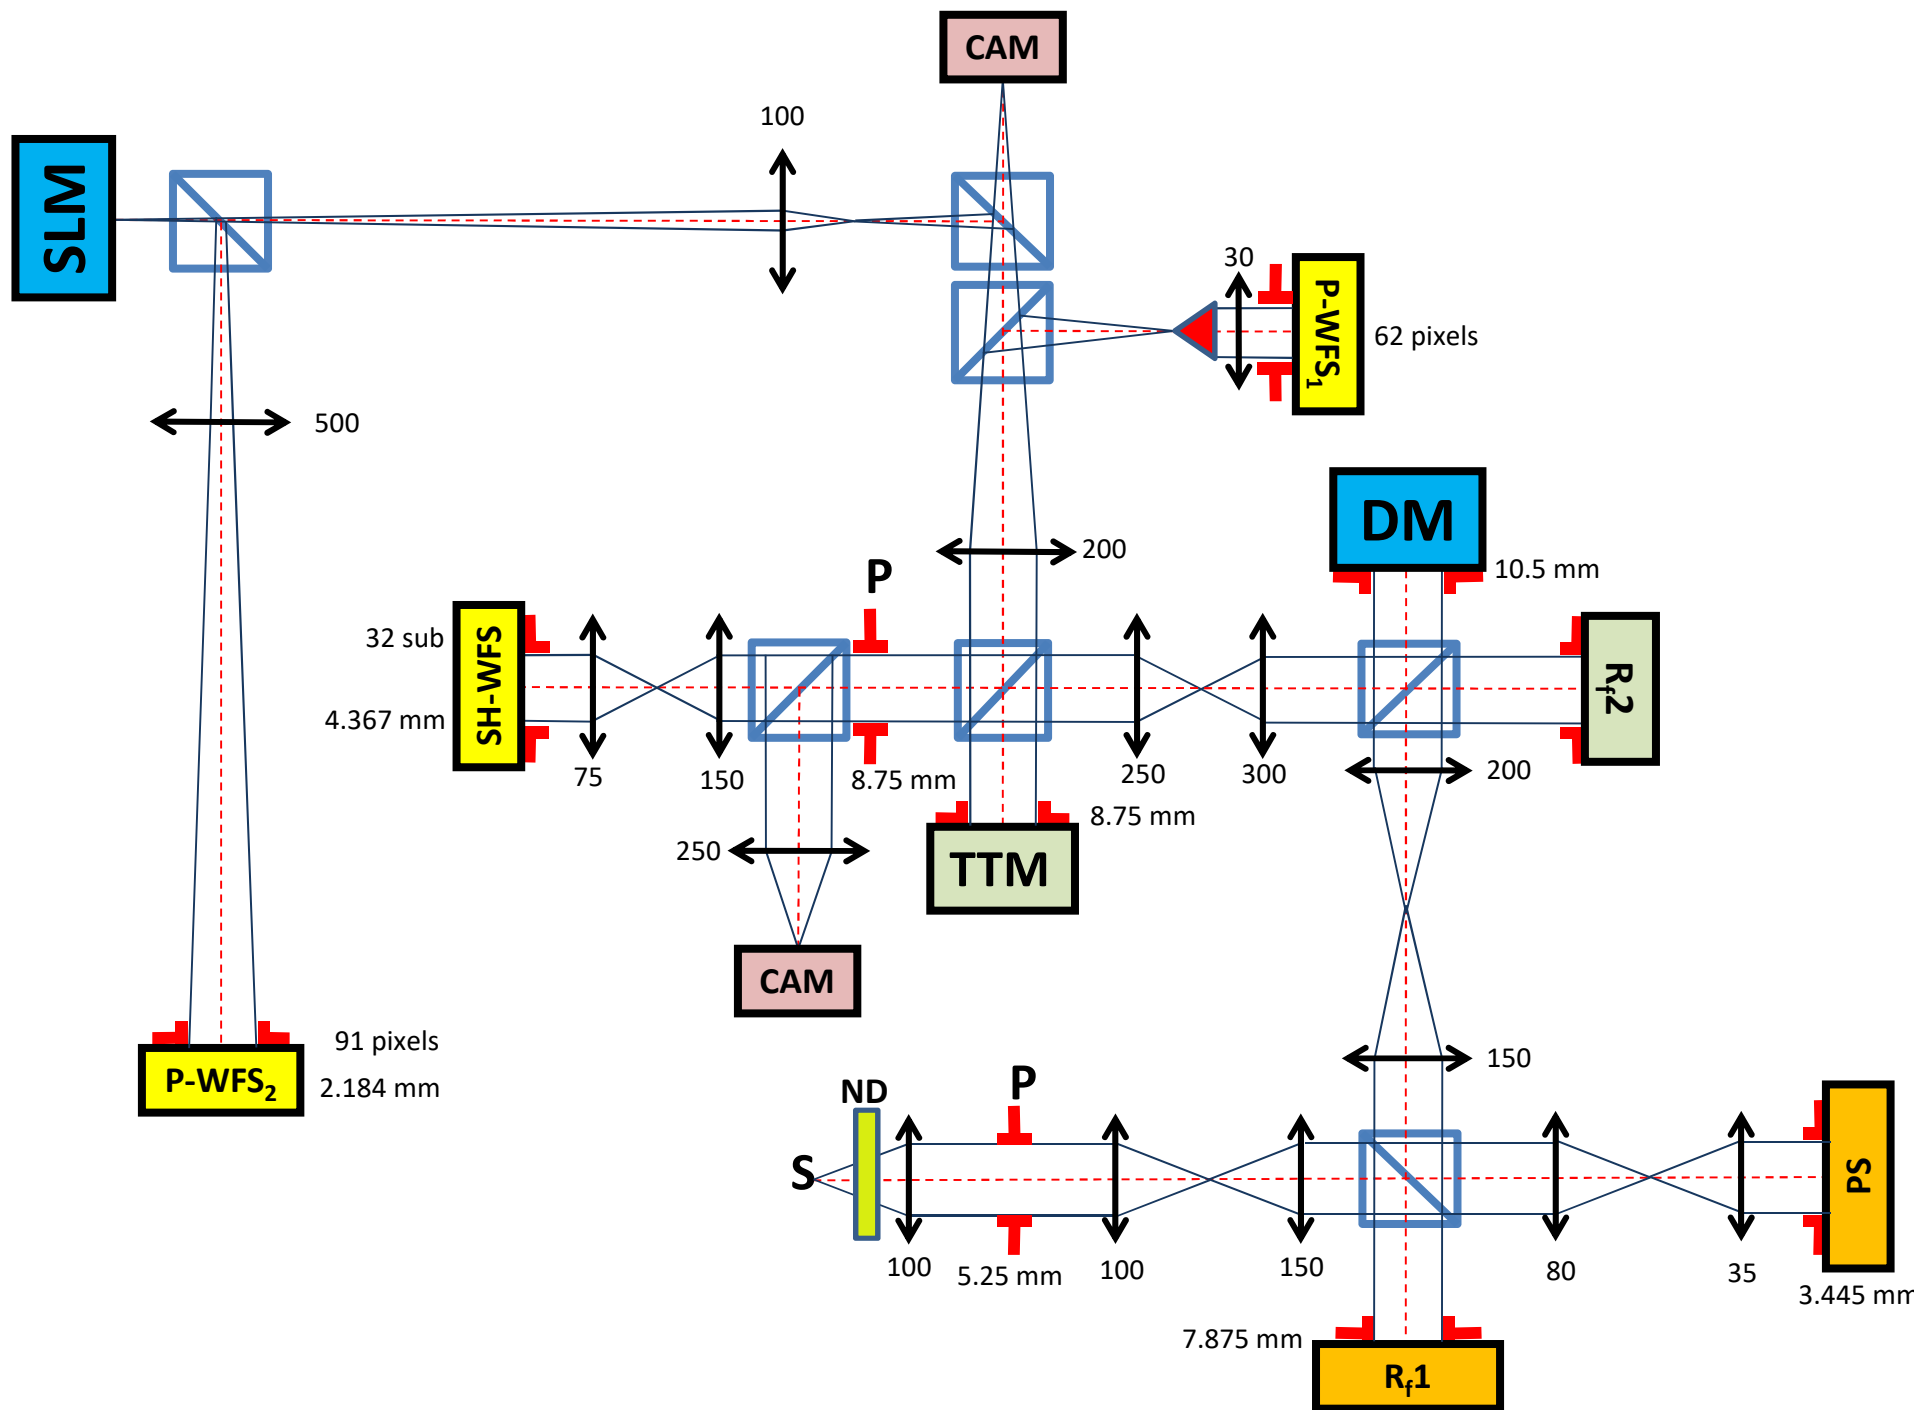 CAM
100
SLM
30
P-WFS1
62 pixels
500
DM
200
10.5 mm
P
32 sub
SH-WFS
Rf2
4.367 mm
75
150
8.75 mm
250
300
200
8.75 mm
250
TTM
CAM
91 pixels
150
P-WFS2
2.184 mm
ND
P
S
PS
100
5.25 mm
100
150
80
35
3.445 mm
7.875 mm
Rf1